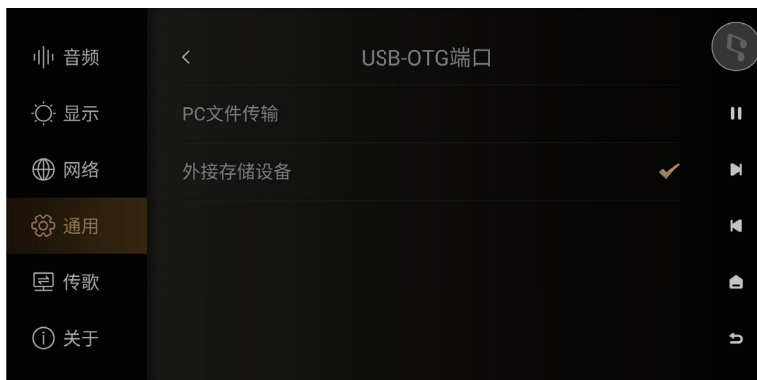 音频
显示
网络
通用
传歌
关于
USB-OTG端口
PC文件传输
外接存储设备